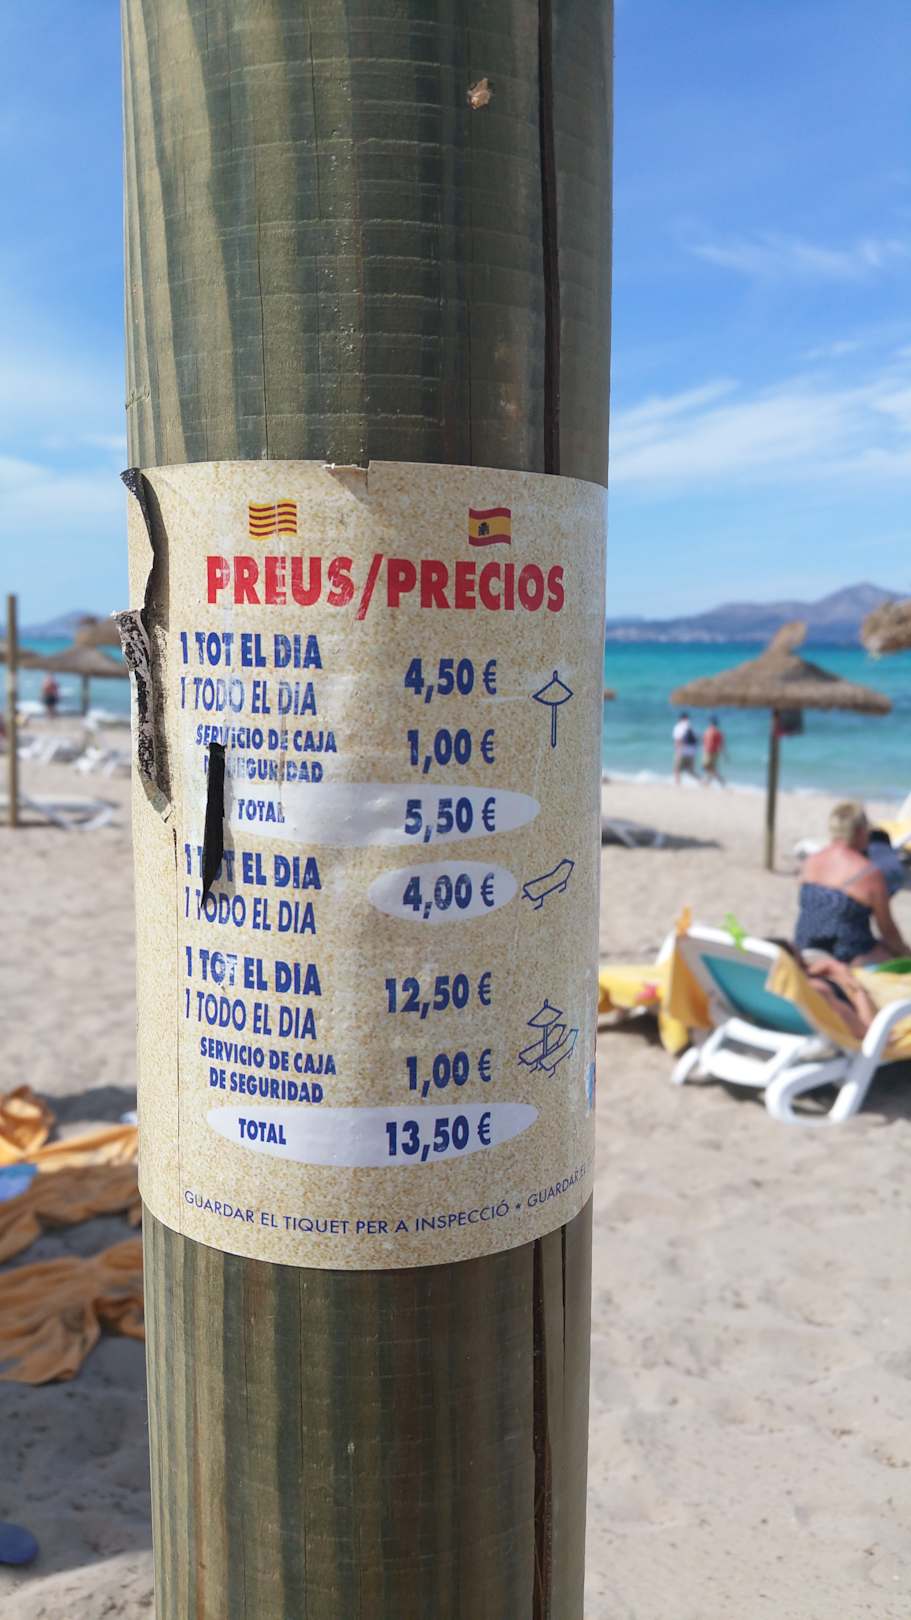 PREUS/PRECIOS
1 TOT EL DIA
1 TODO EL DIA
4,50 €
SERVICIO DE CAJA
SEGURIDAD
1,00 €
TOTAL 5,50 €
1 TOT EL DIA
1 TODO EL DIA
4,00 €
1 TOT EL DIA
1 TODO EL DIA
12,50 €
SERVICIO DE CAJA
DE SEGURIDAD
1,00 €
TOTAL 13,50 €
GUARDAR EL TIQUET PER A INSPECCIÓ * GUARDAR